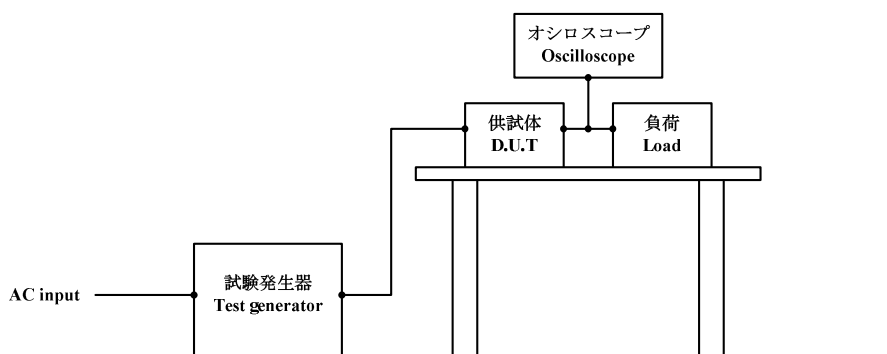 オシロスコープ
Oscilloscope
供試体
D.U.T
負荷
Load
試験発生器
Test generator
AC input